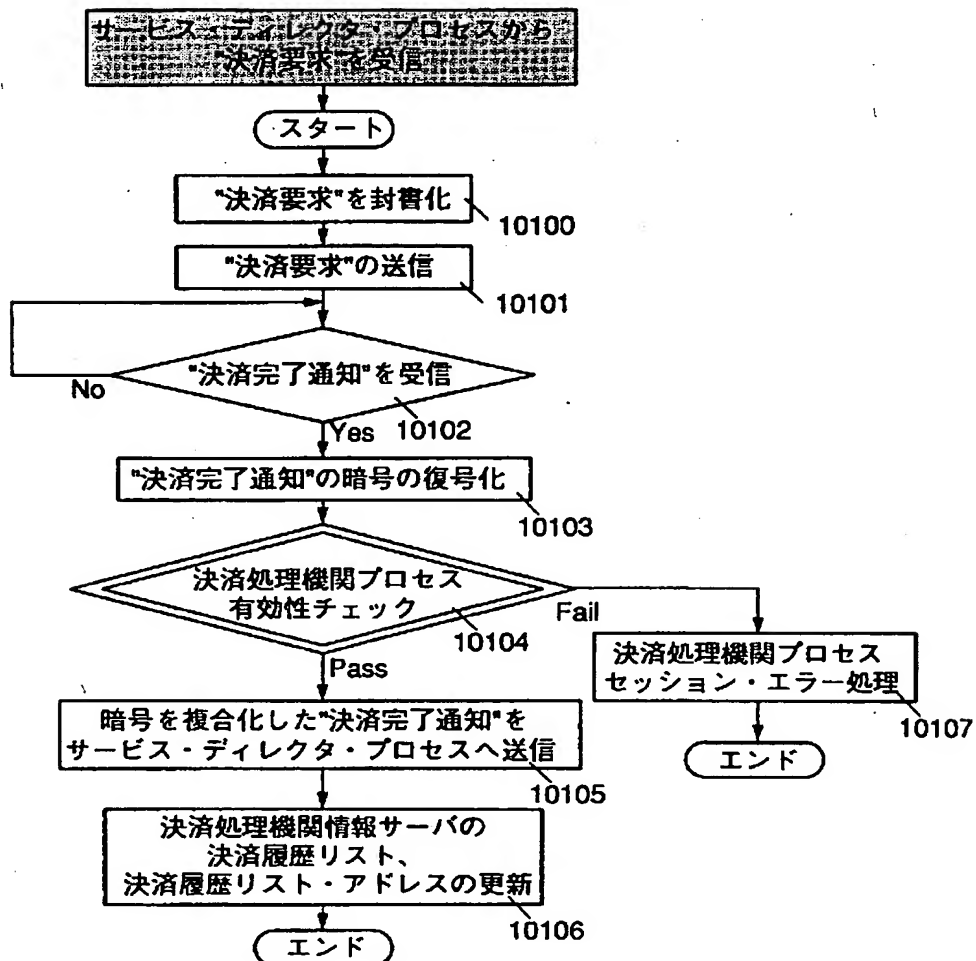 サービス・ディレクタ・プロセスから
"決済要求"を受信
スタート
"決済要求"を封書化
10100
"決済要求"の送信
10101
"決済完了通知"を受信
No
Yes
10102
"決済完了通知"の暗号の復号化
10103
決済処理機関プロセス
有効性チェック
10104
Fail
Pass
決済処理機関プロセス
セッション・エラー処理
10107
エンド
暗号を複合化した"決済完了通知"を
サービス・ディレクタ・プロセスへ送信
10105
決済処理機関情報サーバの
決済履歴リスト、
決済履歴リスト・アドレスの更新
10106
エンド